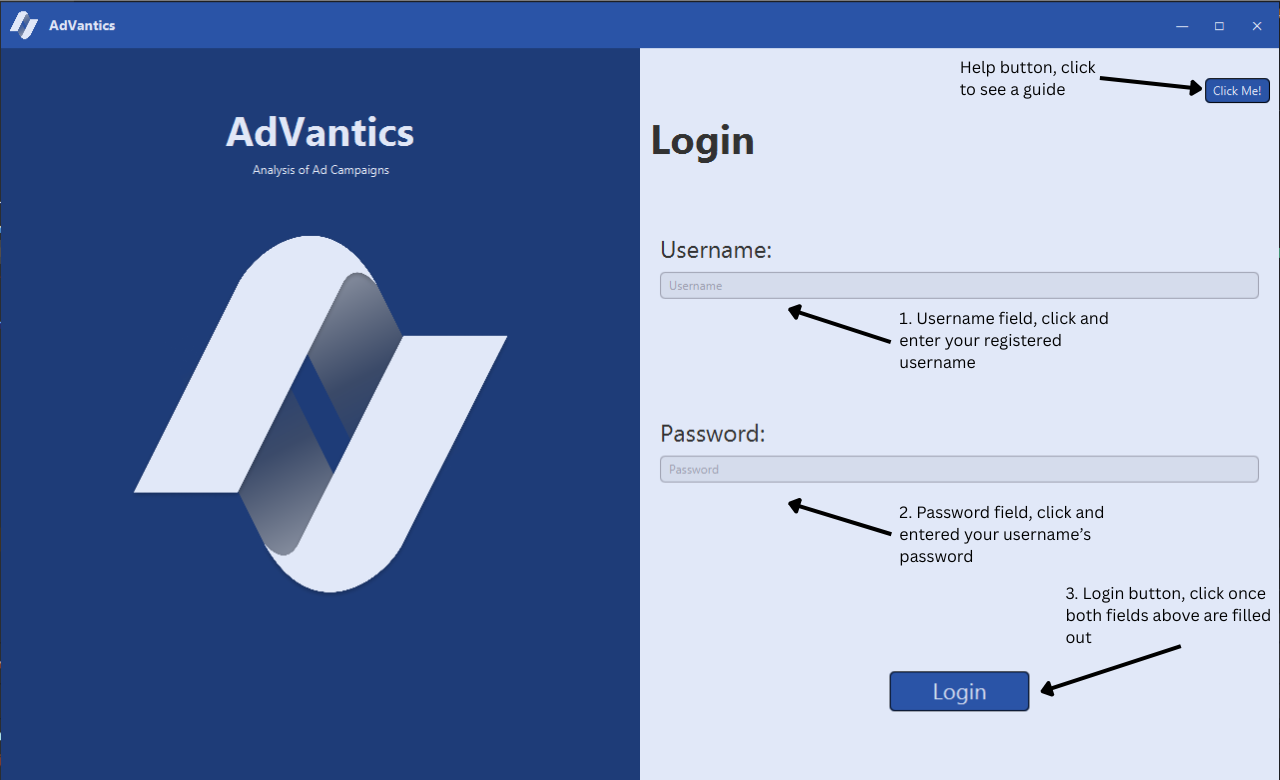 AdVantics
AdVantics
Analysis of Ad Campaigns
Help button, click
to see a guide
Click Me!
Login
Username:
Username
1. Username field, click and
enter your registered
username
Password:
Password
2. Password field, click and
entered your username’s
password
3. Login button, click once
both fields above are filled
out
Login